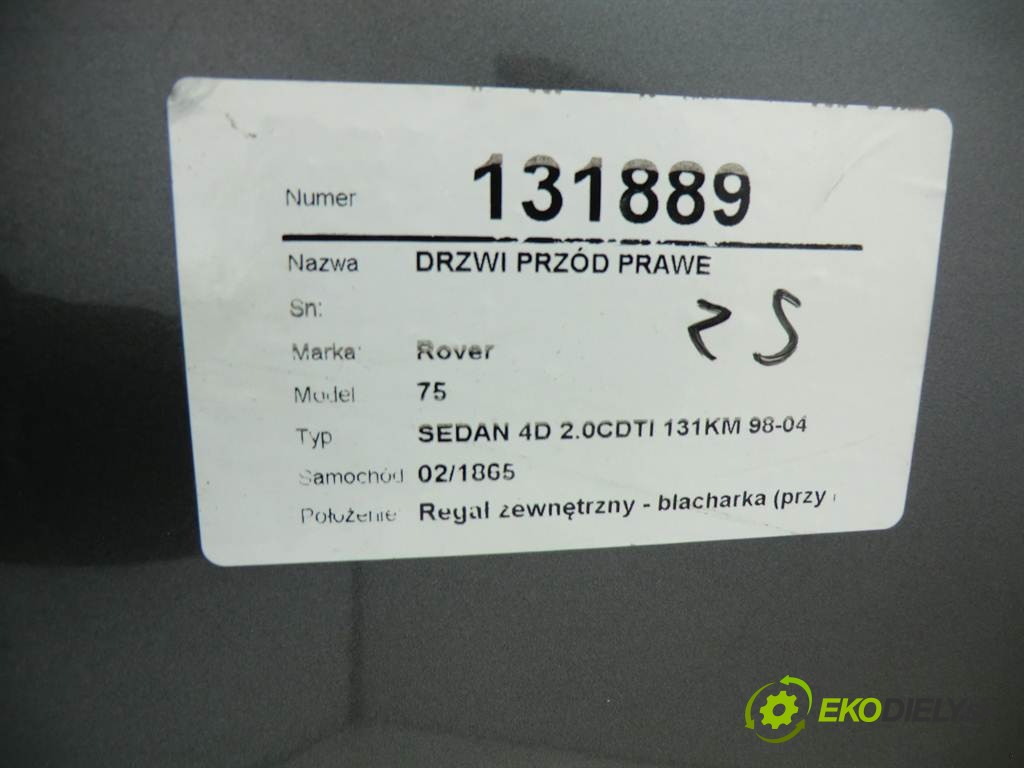 Numer 131889
Nazwa DRZWI PRZÓD PRAWE
Sn:
Marka: Rover
Model 75
Typ SEDAN 4D 2.0CDTI 131KM 98-04
Samochód 02/1865
Położenie Regał zewnętrzny - blacharka (przy
EKODIELY